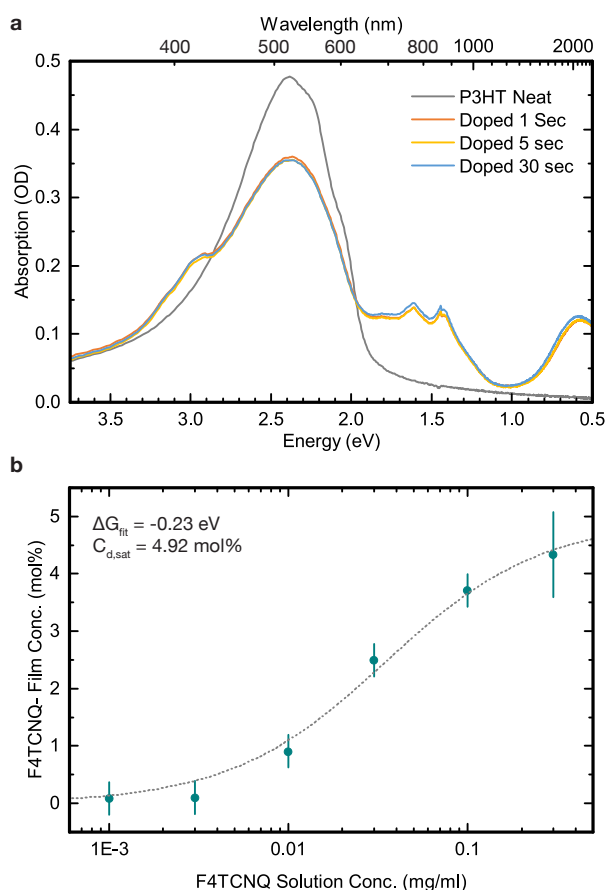 a
Wavelength (nm)
400 500 600 800 1000 2000
0.5
0.4
0.3
0.2
0.1
0.0
Absorption (OD)
P3HT Neat
Doped 1 Sec
Doped 5 sec
Doped 30 sec
3.5 3.0 2.5 2.0 1.5 1.0 0.5
Energy (eV)
b
ΔG_fit = -0.23 eV
C_d,sat = 4.92 mol%
5
4
3
2
1
0
F4TCNQ- Film Conc. (mol%)
1E-3 0.01 0.1
F4TCNQ Solution Conc. (mg/ml)